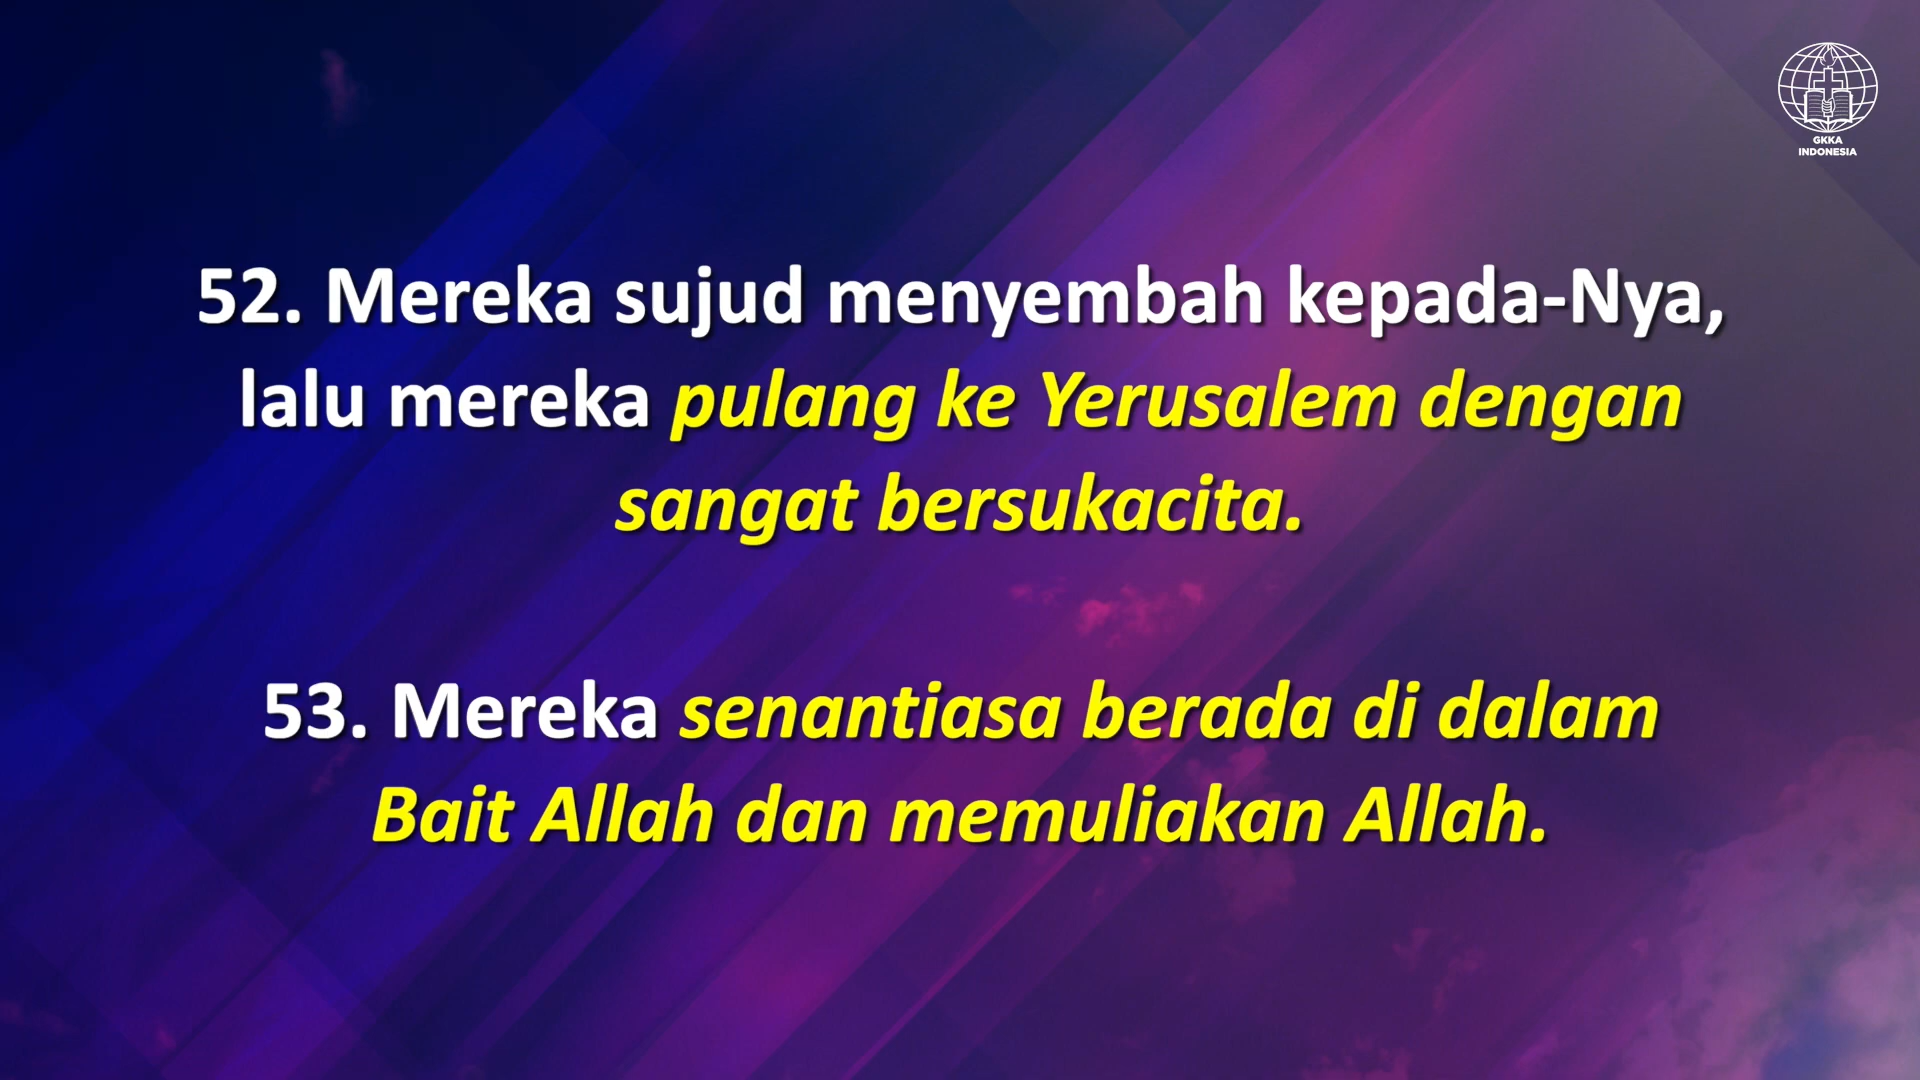 GKKA
INDONESIA
52. Mereka sujud menyembah kepada-Nya,
lalu mereka pulang ke Yerusalem dengan
sangat bersukacita.
53. Mereka senantiasa berada di dalam
Bait Allah dan memuliakan Allah.